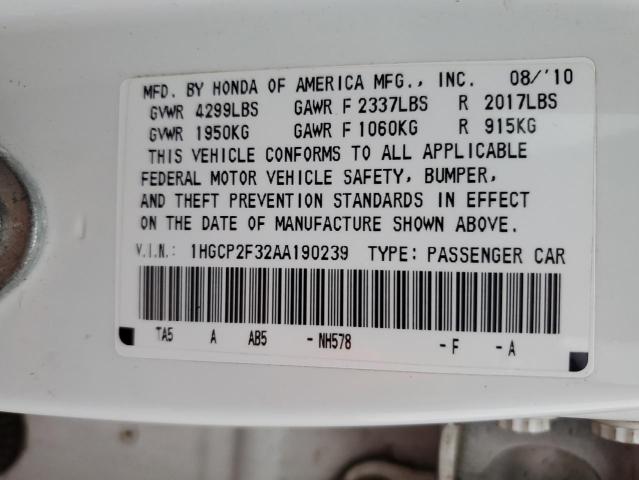 MFD. BY HONDA OF AMERICA MFG., INC. 08/'10
GVWR 4299LBS GAWR F 2337LBS R 2017LBS
GVWR 1950KG GAWR F 1060KG R 915KG
THIS VEHICLE CONFORMS TO ALL APPLICABLE
FEDERAL MOTOR VEHICLE SAFETY, BUMPER,
AND THEFT PREVENTION STANDARDS IN EFFECT
ON THE DATE OF MANUFACTURE SHOWN ABOVE.
V.I.N.: 1HGCP2F32AA190239 TYPE: PASSENGER CAR
TA5 A AB5 -NH578 -F -A